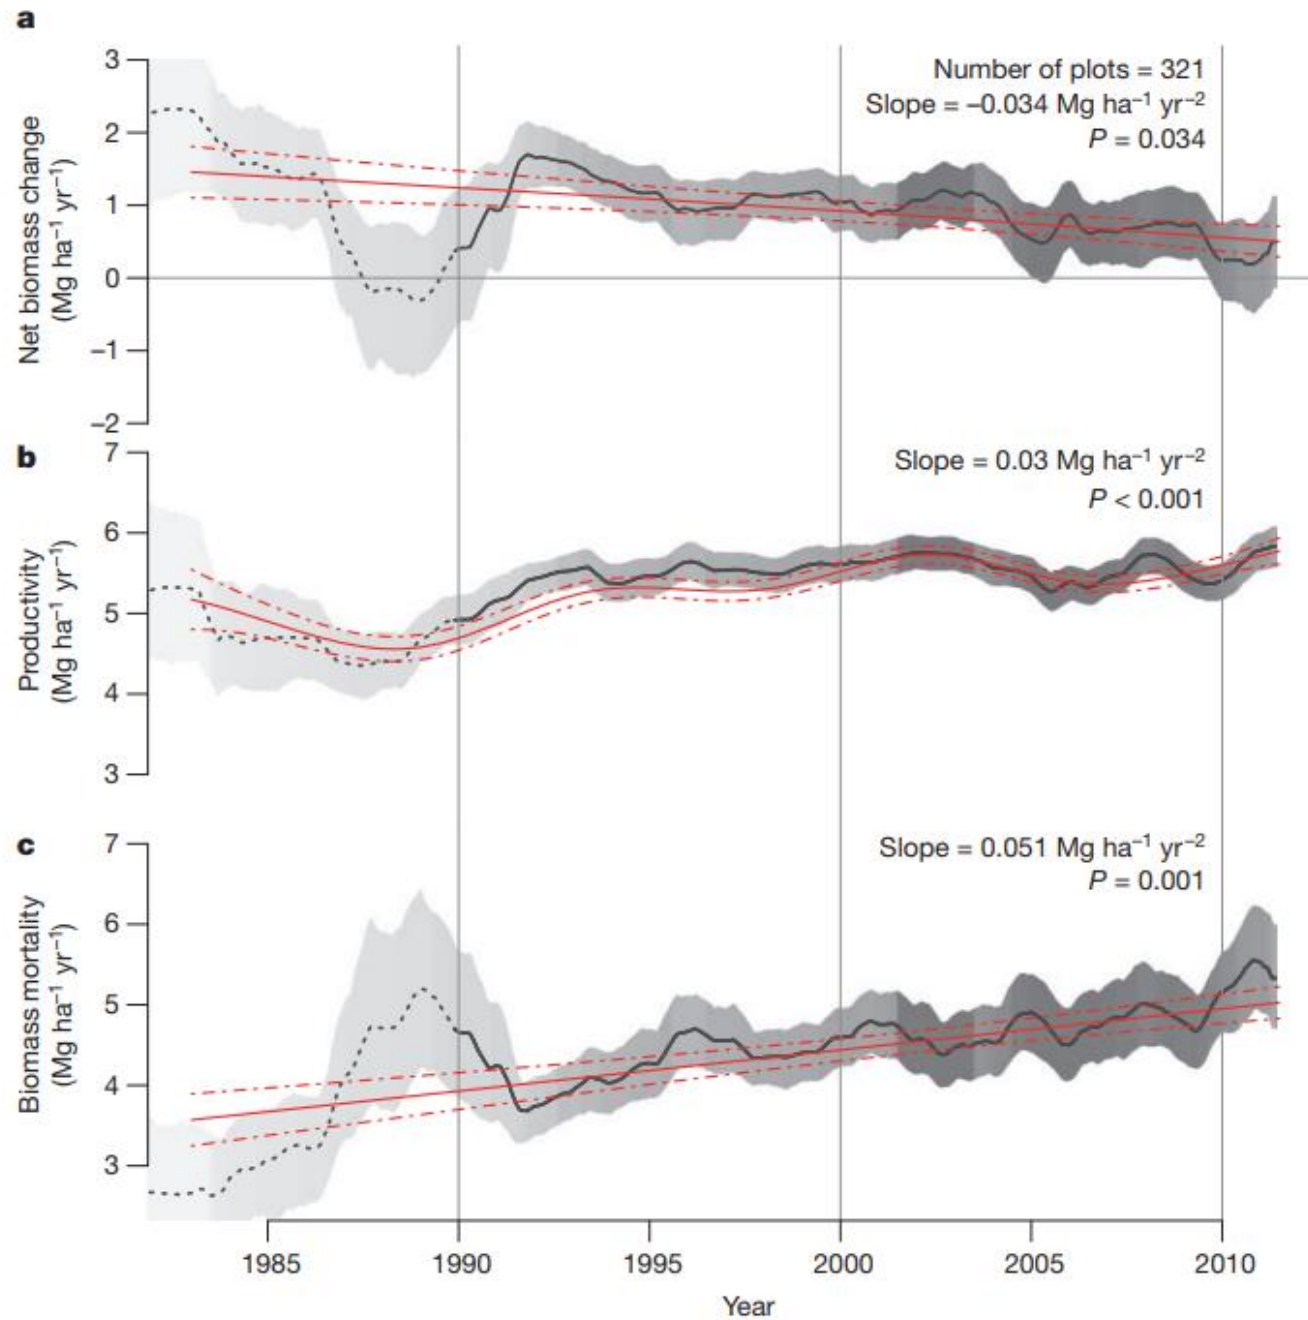 a
3
2
1
0
–1
–2
Net biomass change
(Mg ha⁻¹ yr⁻¹)
Number of plots = 321
Slope = –0.034 Mg ha⁻¹ yr⁻²
P = 0.034
b
7
6
5
4
3
Productivity
(Mg ha⁻¹ yr⁻¹)
Slope = 0.03 Mg ha⁻¹ yr⁻²
P < 0.001
c
7
6
5
4
3
Biomass mortality
(Mg ha⁻¹ yr⁻¹)
Slope = 0.051 Mg ha⁻¹ yr⁻²
P = 0.001
1985 1990 1995 2000 2005 2010
Year